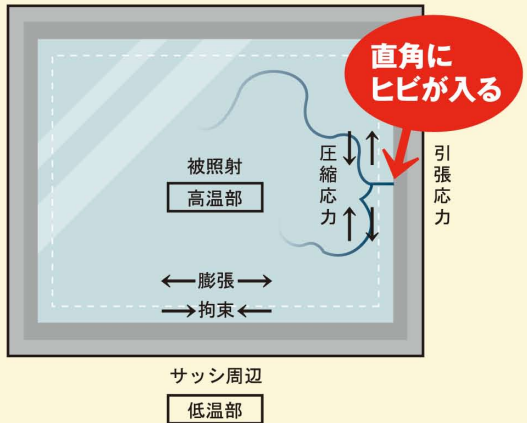 直角に
ヒビが入る
被照射
高温部
圧縮応力
引張応力
膨張
拘束
サッシ周辺
低温部